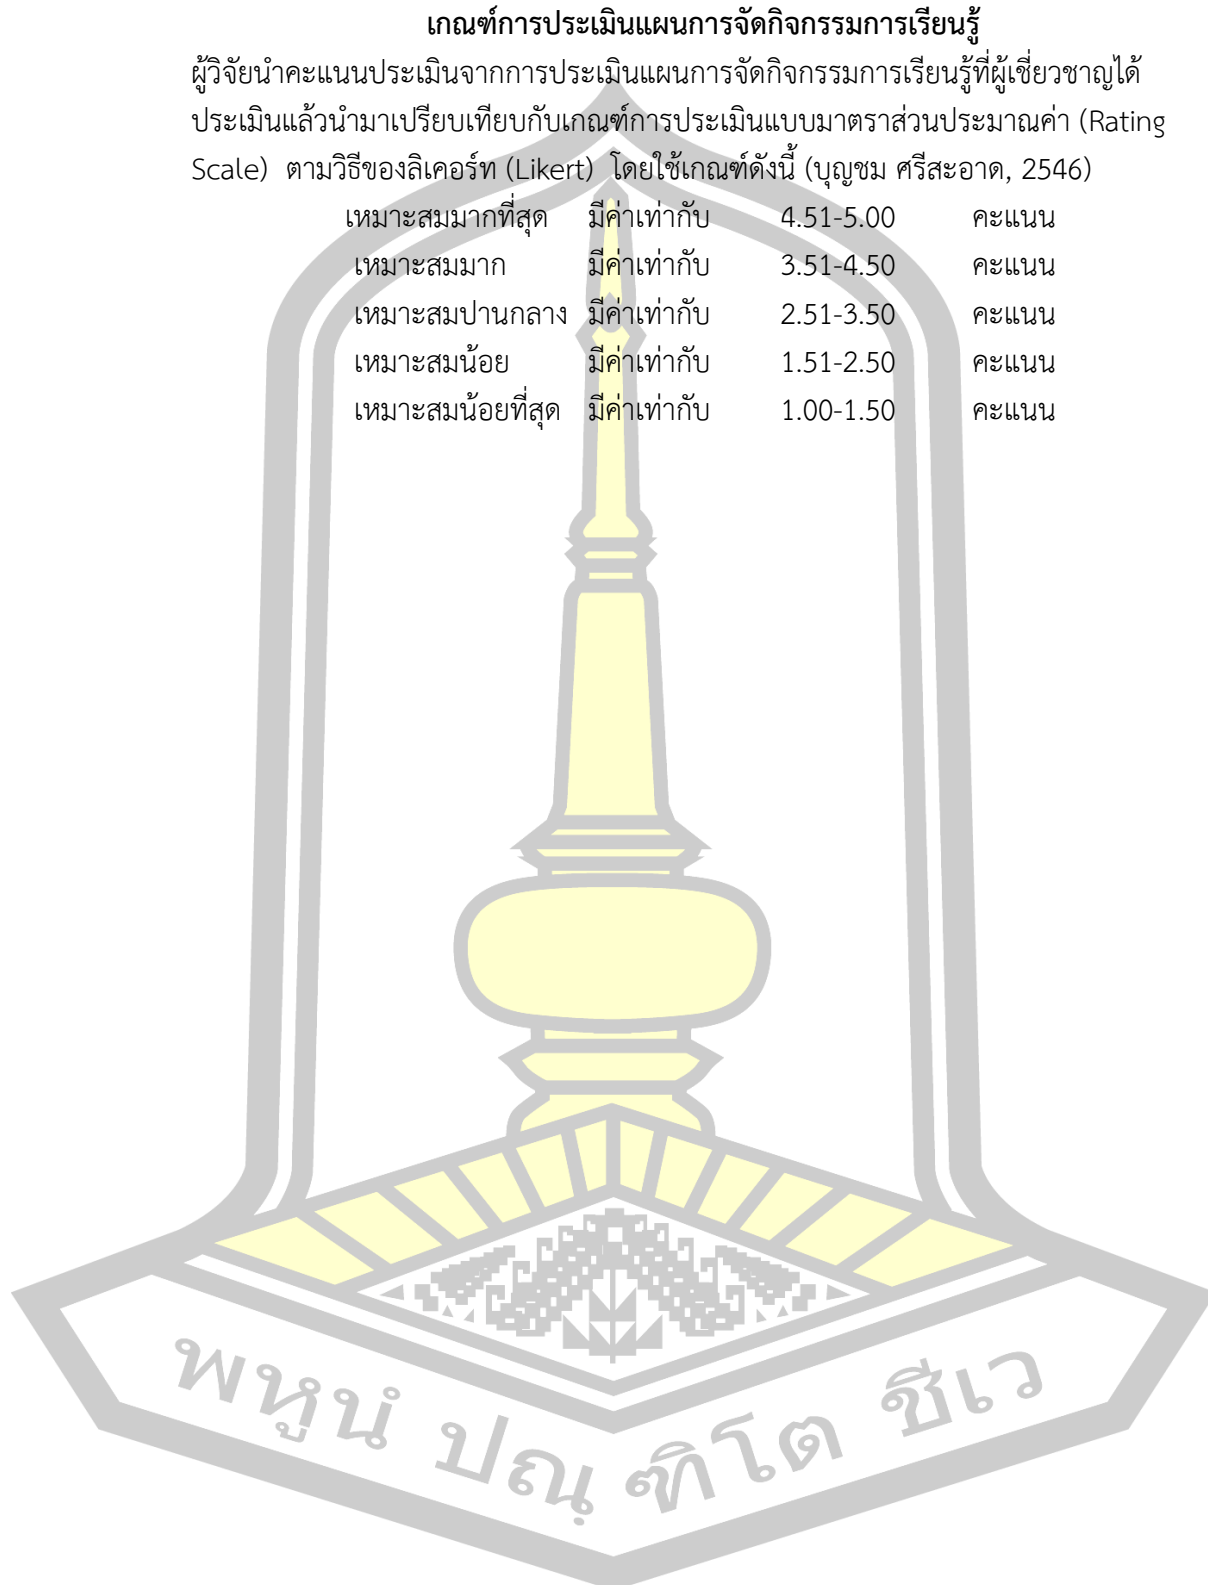 เกณฑ์การประเมินแผนการจัดกิจกรรมการเรียนรู้
ผู้วิจัยนำคะแนนประเมินจากการประเมินแผนการจัดกิจกรรมการเรียนรู้ที่ผู้เชี่ยวชาญได้
ประเมินแล้วนำมาเปรียบเทียบกับเกณฑ์การประเมินแบบมาตราส่วนประมาณค่า (Rating
Scale) ตามวิธีของลิเคอร์ท (Likert) โดยใช้เกณฑ์ดังนี้ (บุญชม ศรีสะอาด, 2546)
เหมาะสมมากที่สุด มีค่าเท่ากับ 4.51-5.00 คะแนน
เหมาะสมมาก มีค่าเท่ากับ 3.51-4.50 คะแนน
เหมาะสมปานกลาง มีค่าเท่ากับ 2.51-3.50 คะแนน
เหมาะสมน้อย มีค่าเท่ากับ 1.51-2.50 คะแนน
เหมาะสมน้อยที่สุด มีค่าเท่ากับ 1.00-1.50 คะแนน
พหูนํ ปณฺ ฑิโต ชีเว